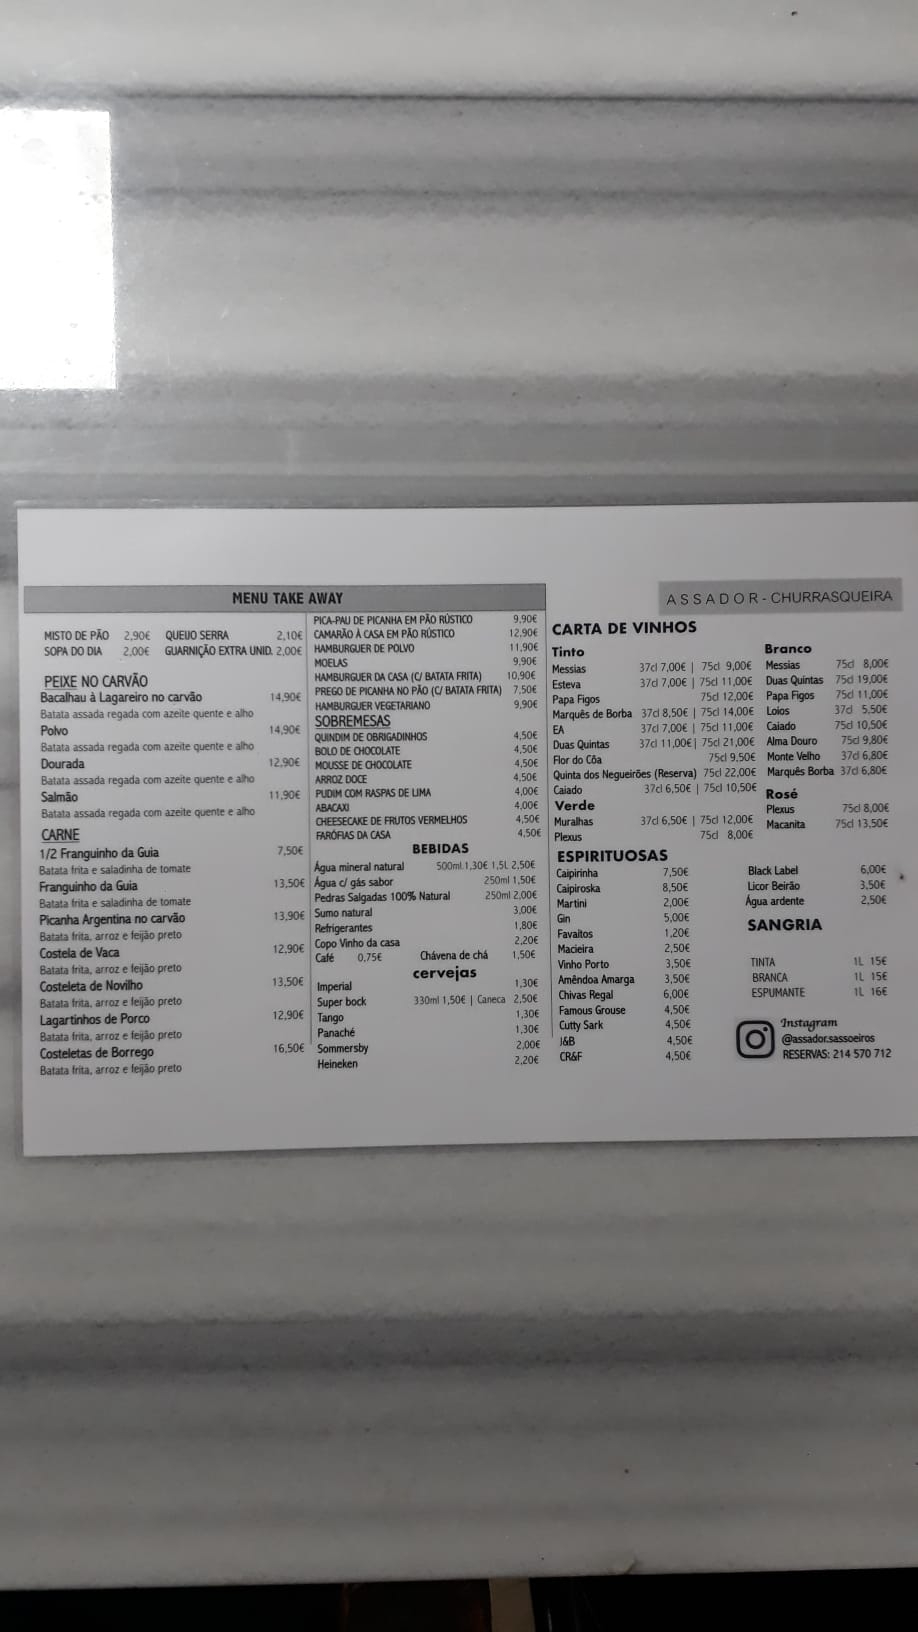 MENU TAKE AWAY
MISTO DE PÃO 2,90€ QUEIJO SERRA 2,10€
SOPA DO DIA 2,00€ GUARNIÇÃO EXTRA UNID. 2,00€
PEIXE NO CARVÃO
Bacalhau à Lagareiro no carvão 14,90€
Batata assada regada com azeite quente e alho
Polvo 14,90€
Batata assada regada com azeite quente e alho
Dourada 12,90€
Batata assada regada com azeite quente e alho
Salmão 11,90€
Batata assada regada com azeite quente e alho
CARNE
1/2 Franguinho da Guia 7,50€
Batata frita e saladinha de tomate
Franguinho da Guia 13,50€
Batata frita e saladinha de tomate
Picanha Argentina no carvão 13,90€
Batata frita, arroz e feijão preto
Costela de Vaca 12,90€
Batata frita, arroz e feijão preto
Costeleta de Novilho 13,50€
Batata frita, arroz e feijão preto
Lagartinhos de Porco 12,90€
Batata frita, arroz e feijão preto
Costeletas de Borrego 16,50€
Batata frita, arroz e feijão preto
PICA-PAU DE PICANHA EM PÃO RÚSTICO 9,90€
CAMARÃO À CASA EM PÃO RÚSTICO 12,90€
HAMBURGUER DE POLVO 11,90€
MOELAS 9,90€
HAMBURGUER DA CASA (C/ BATATA FRITA) 10,90€
PREGO DE PICANHA NO PÃO (C/ BATATA FRITA) 7,50€
HAMBURGUER VEGETARIANO 9,90€
SOBREMESAS
QUINDIM DE OBRIGADINHOS 4,50€
BOLO DE CHOCOLATE 4,50€
MOUSSE DE CHOCOLATE 4,50€
ARROZ DOCE 4,50€
PUDIM COM RASPAS DE LIMA 4,00€
ABACAXI 4,00€
CHEESECAKE DE FRUTOS VERMELHOS 4,50€
FARÓFIAS DA CASA 4,50€
BEBIDAS
Água mineral natural 500ml 1,30€ 1,5L 2,50€
Água c/ gás sabor 250ml 1,50€
Pedras Salgadas 100% Natural 250ml 2,00€
Sumo natural 3,00€
Refrigerantes 1,80€
Copo Vinho da casa 2,20€
Café 0,75€ Chávena de chá 1,50€
cervejas
Imperial 1,30€
Super bock 330ml 1,50€ | Caneca 2,50€
Tango 1,30€
Panaché 1,30€
Sommersby 2,00€
Heineken 2,20€
ASSADOR - CHURRASQUEIRA
CARTA DE VINHOS
Tinto
Messias 37cl 7,00€ | 75cl 9,00€
Esteva 37cl 7,00€ | 75cl 11,00€
Papa Figos 75cl 12,00€
Marquês de Borba 37cl 8,50€ | 75cl 14,00€
EA 37cl 7,00€ | 75cl 11,00€
Duas Quintas 37cl 11,00€ | 75cl 21,00€
Flor do Côa 75cl 9,50€
Quinta dos Negueirões (Reserva) 75cl 22,00€
Caiado 37cl 6,50€ | 75cl 10,50€
Verde
Muralhas 37cl 6,50€ | 75cl 12,00€
Plexus 75cl 8,00€
Branco
Messias 75cl 8,00€
Duas Quintas 75cl 19,00€
Papa Figos 75cl 11,00€
Loios 37cl 5,50€
Caiado 75cl 10,50€
Alma Douro 75cl 9,80€
Monte Velho 37cl 6,80€
Marquês Borba 37cl 6,80€
Rosé
Plexus 75cl 8,00€
Macanita 75cl 13,50€
ESPIRITUOSAS
Caipirinha 7,50€
Caipiroska 8,50€
Martini 2,00€
Gin 5,00€
Favaítos 1,20€
Macieira 2,50€
Vinho Porto 3,50€
Amêndoa Amarga 3,50€
Chivas Regal 6,00€
Famous Grouse 4,50€
Cutty Sark 4,50€
J&B 4,50€
CR&F 4,50€
Black Label 6,00€
Licor Beirão 3,50€
Água ardente 2,50€
SANGRIA
TINTA 1L 15€
BRANCA 1L 15€
ESPUMANTE 1L 16€
Instagram
@assador.sassoeiros
RESERVAS: 214 570 712